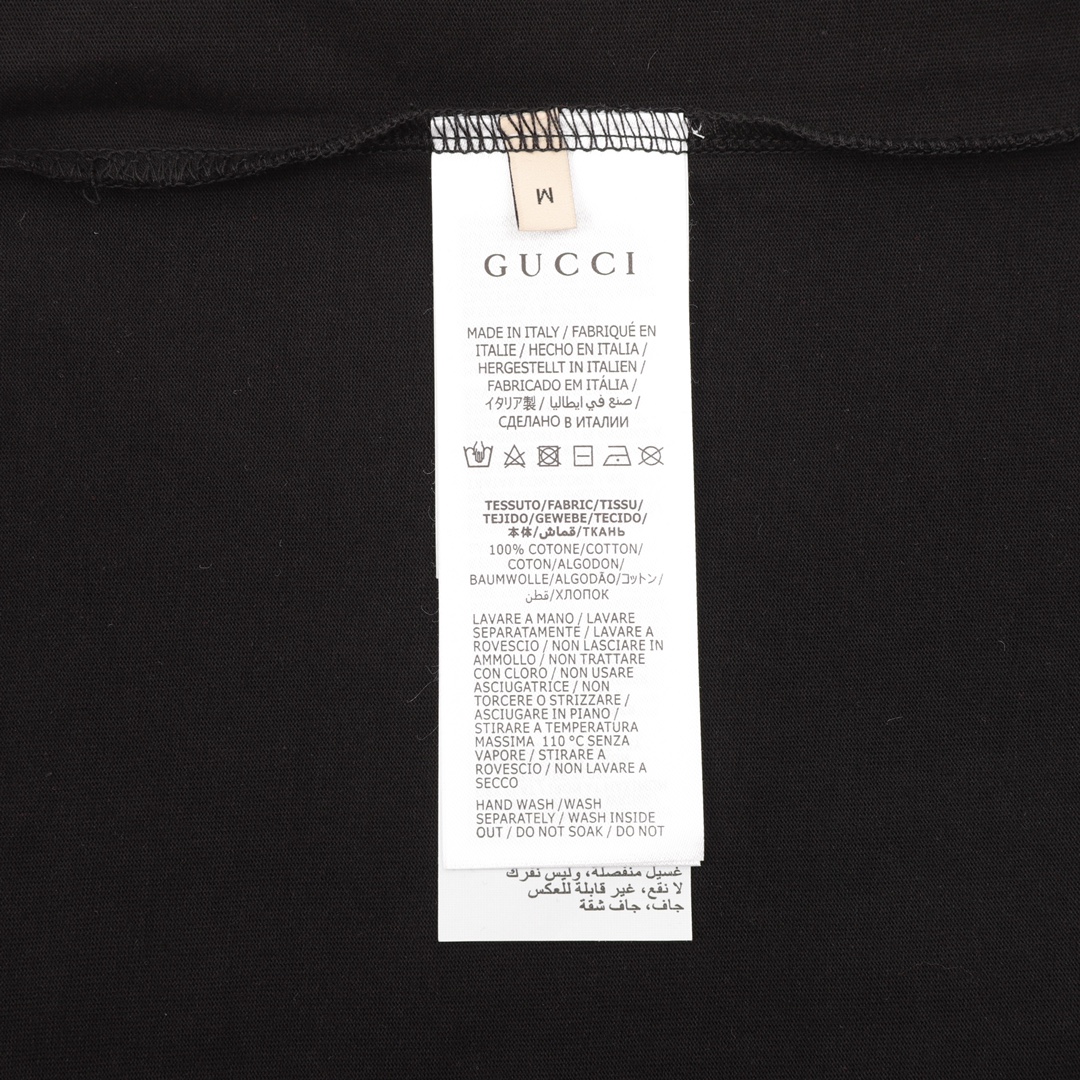 M
GUCCI
MADE IN ITALY / FABRIQUÉ EN
ITALIE / HECHO EN ITALIA /
HERGESTELLT IN ITALIEN /
FABRICADO EM ITÁLIA /
イタリア製 / صنع في ايطاليا /
СДЕЛАНО В ИТАЛИИ
TESSUTO/FABRIC/TISSU/
TEJIDO/GEWEBE/TECIDO/
本体/قماش/ТКАНЬ
100% COTONE/COTTON/
COTON/ALGODON/
BAUMWOLLE/ALGODÃO/コットン/
قطن/ХЛОПОК
LAVARE A MANO / LAVARE
SEPARATAMENTE / LAVARE A
ROVESCIO / NON LASCIARE IN
AMMOLLO / NON TRATTARE
CON CLORO / NON USARE
ASCIUGATRICE / NON
TORCERE O STRIZZARE /
ASCIUGARE IN PIANO /
STIRARE A TEMPERATURA
MASSIMA 110 °C SENZA
VAPORE / STIRARE A
ROVESCIO / NON LAVARE A
SECCO
HAND WASH /WASH
SEPARATELY / WASH INSIDE
OUT / DO NOT SOAK / DO NOT
غسيل منفصلة، وليس نفرك
لا نقع، غير قابلة للعكس
جاف، جاف شقة